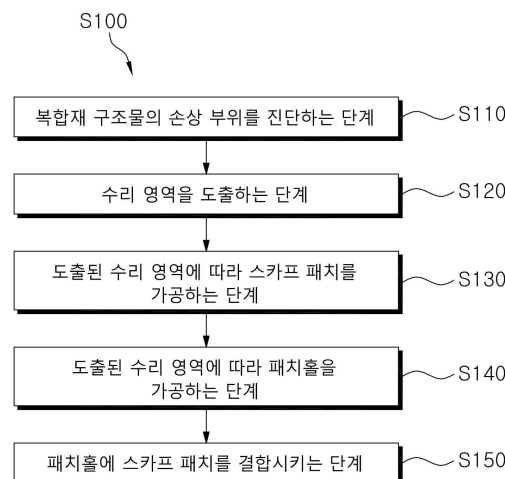 S100
복합재 구조물의 손상 부위를 진단하는 단계
S110
수리 영역을 도출하는 단계
S120
도출된 수리 영역에 따라 스카프 패치를
가공하는 단계
S130
도출된 수리 영역에 따라 패치홀을
가공하는 단계
S140
패치홀에 스카프 패치를 결합시키는 단계
S150